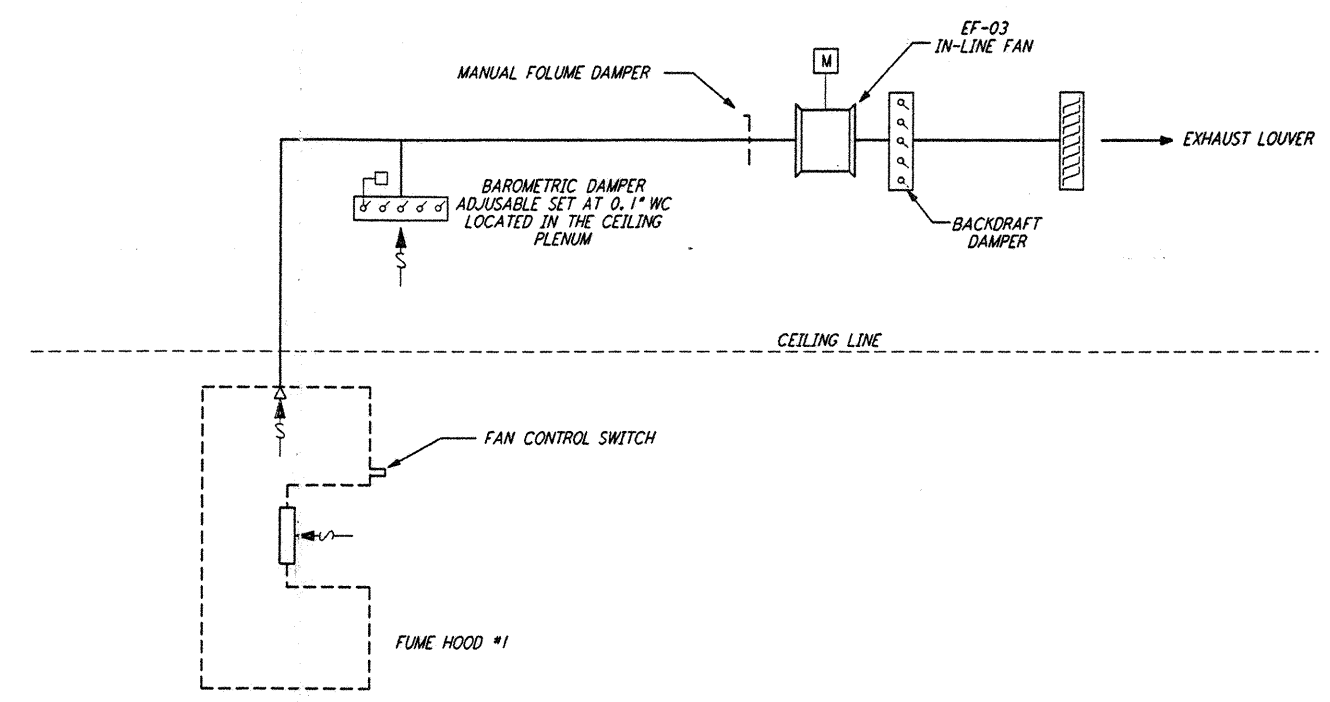 EF-03
IN-LINE FAN
M
MANUAL FOLUME DAMPER
EXHAUST LOUVER
BAROMETRIC DAMPER
ADJUSABLE SET AT 0.1" WC
LOCATED IN THE CEILING
PLENUM
BACKDRAFT
DAMPER
CEILING LINE
FAN CONTROL SWITCH
FUME HOOD #1